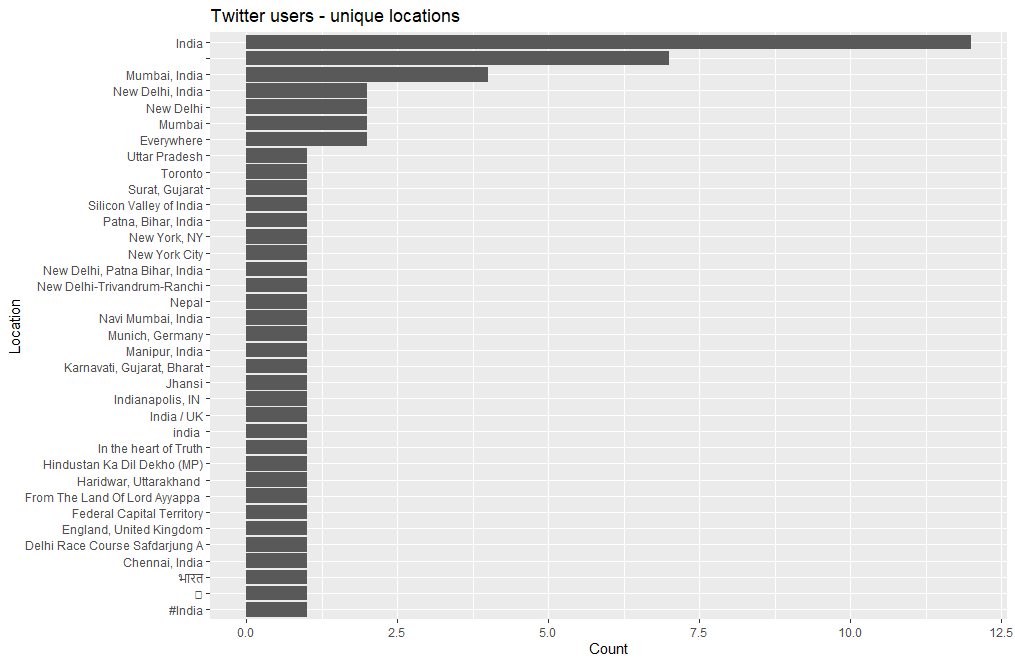 Twitter users - unique locations
India
Mumbai, India
New Delhi, India
New Delhi
Mumbai
Everywhere
Uttar Pradesh
Toronto
Surat, Gujarat
Silicon Valley of India
Patna, Bihar, India
New York, NY
New York City
New Delhi, Patna Bihar, India
New Delhi-Trivandrum-Ranchi
Nepal
Navi Mumbai, India
Munich, Germany
Manipur, India
Karnavati, Gujarat, Bharat
Jhansi
Indianapolis, IN
India / UK
india
In the heart of Truth
Hindustan Ka Dil Dekho (MP)
Haridwar, Uttarakhand
From The Land Of Lord Ayyappa
Federal Capital Territory
England, United Kingdom
Delhi Race Course Safdarjung A
Chennai, India
भारत
#India
0.0 2.5 5.0 7.5 10.0 12.5
Count
Location